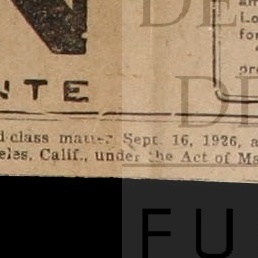 NTE
class matter Sept. 16, 1926, a
eles, Calif., under the Act of Ma
DE
DE
FU